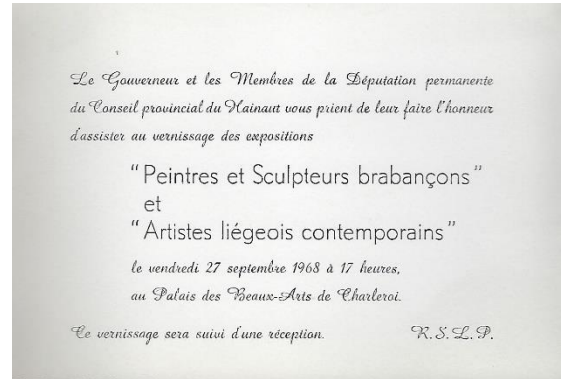 Le Gouverneur et les Membres de la Députation permanente
du Conseil provincial du Hainaut vous prient de leur faire l'honneur
d'assister au vernissage des expositions
"Peintres et Sculpteurs brabançons"
et
"Artistes liégeois contemporains"
le vendredi 27 septembre 1968 à 17 heures,
au Palais des Beaux-Arts de Charleroi.
Ce vernissage sera suivi d'une réception. R. S. L. P.